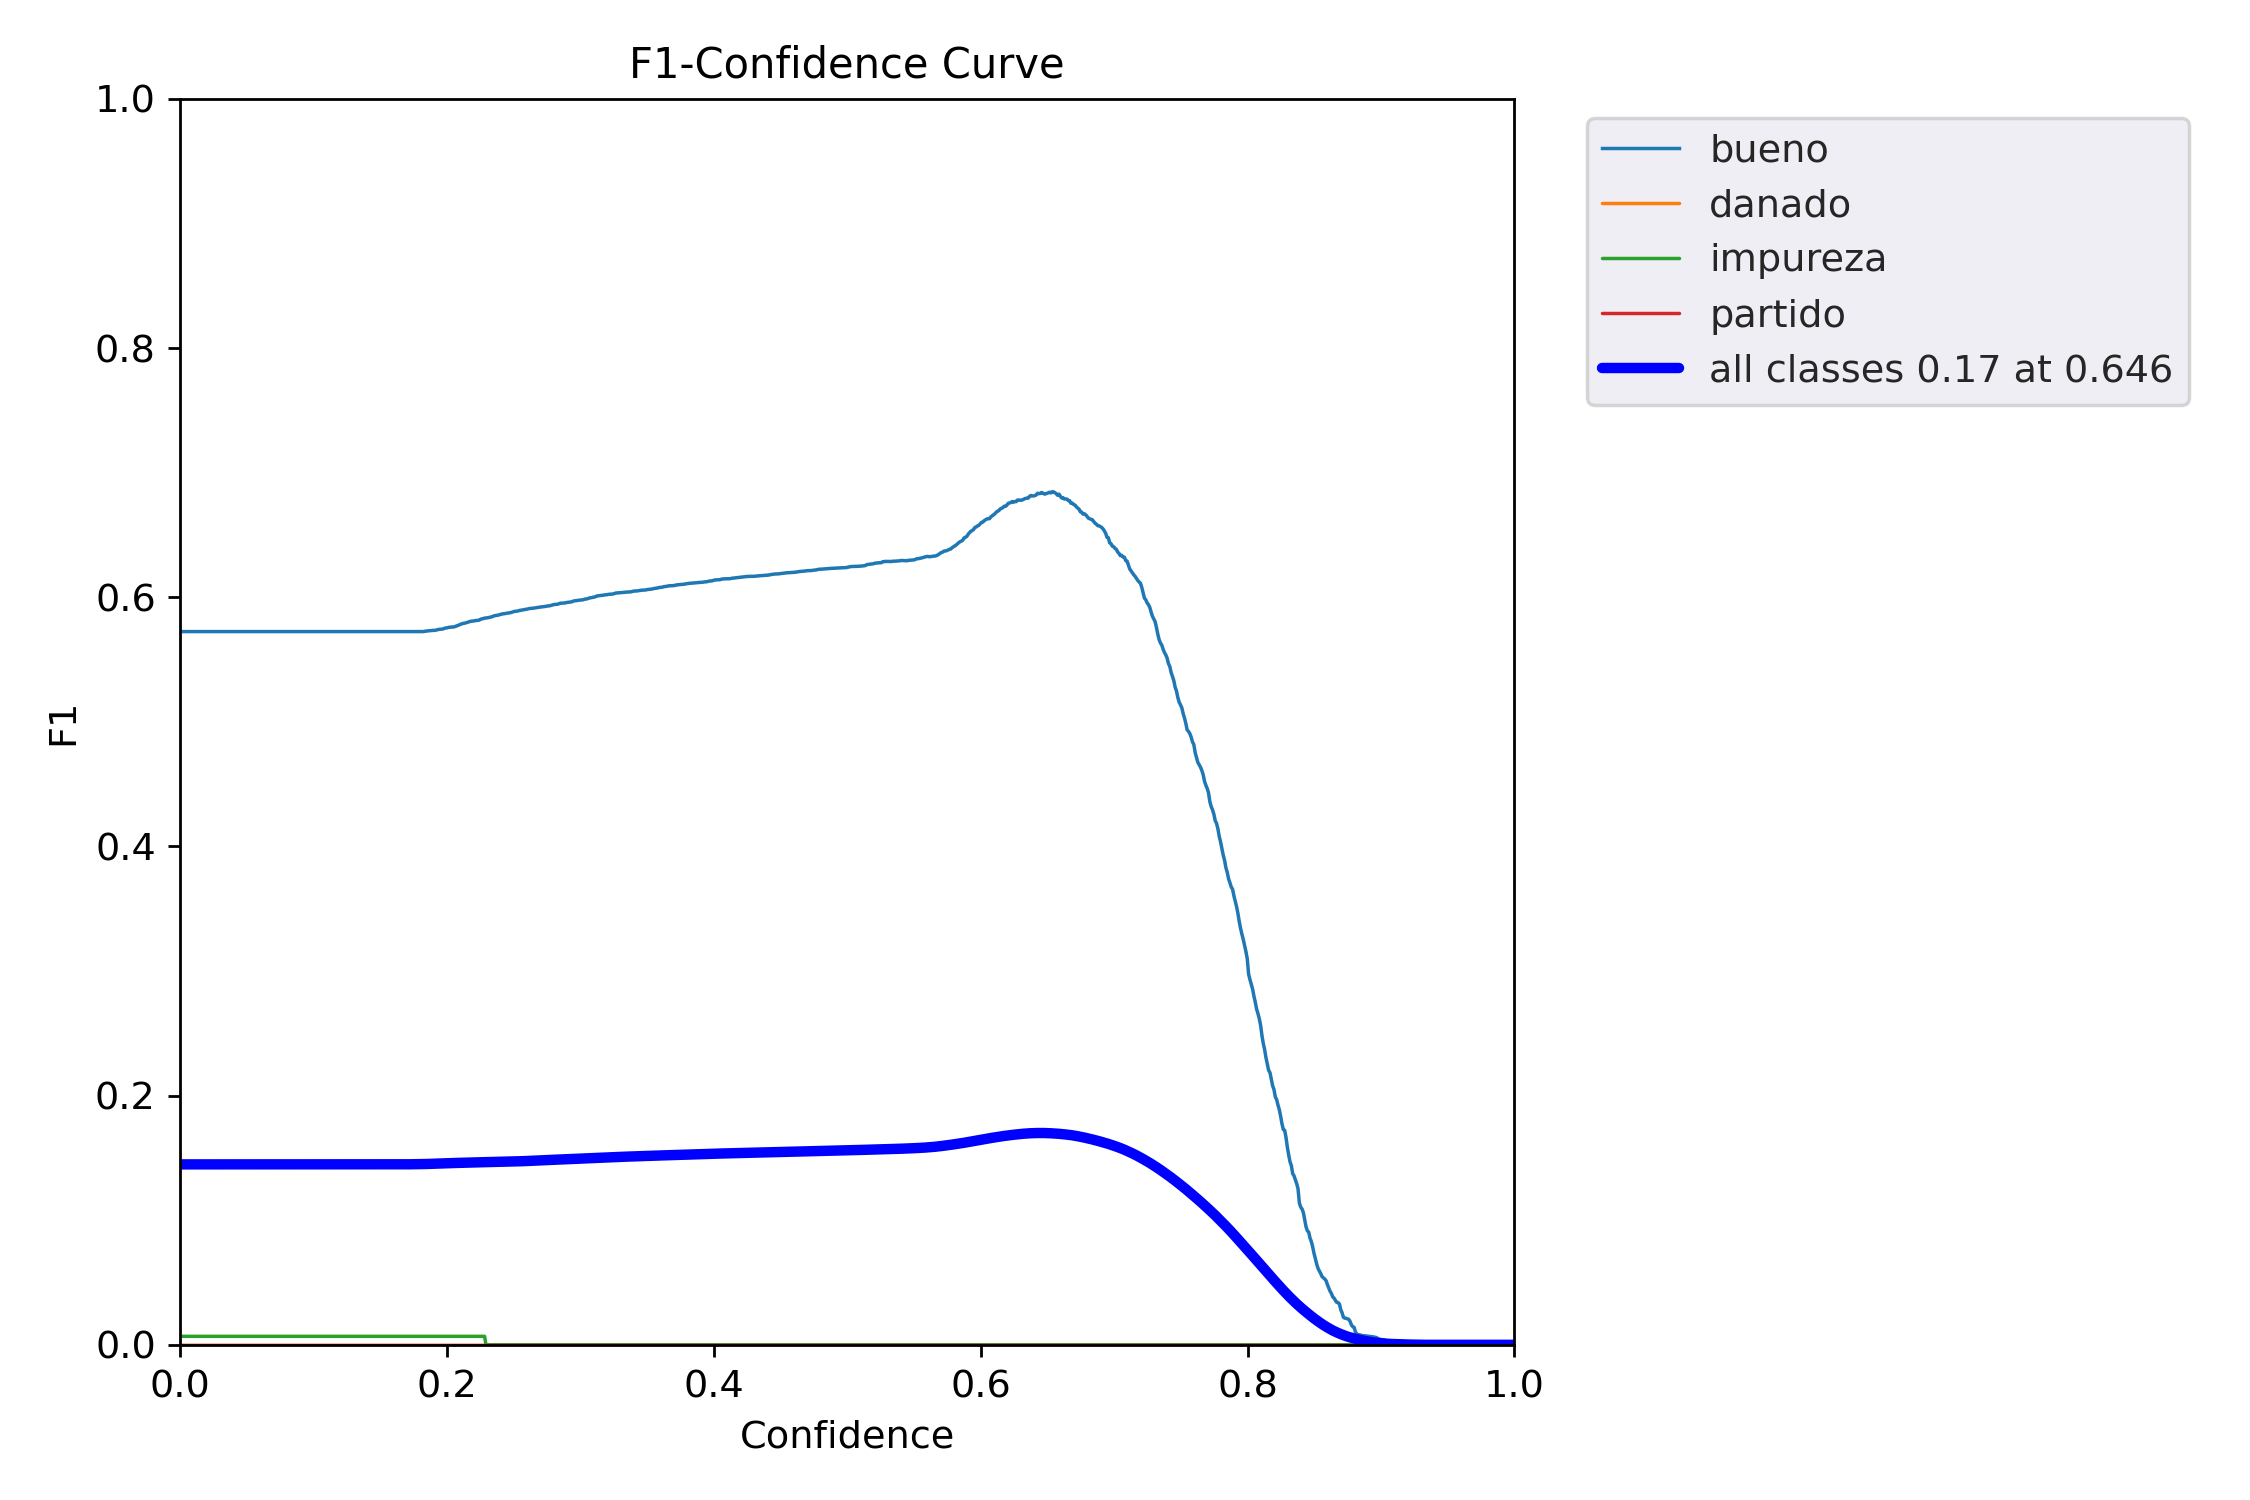 F1-Confidence Curve
1.0
0.8
0.6
0.4
0.2
0.0
F1
0.0 0.2 0.4 0.6 0.8 1.0
Confidence
bueno
danado
impureza
partido
all classes 0.17 at 0.646